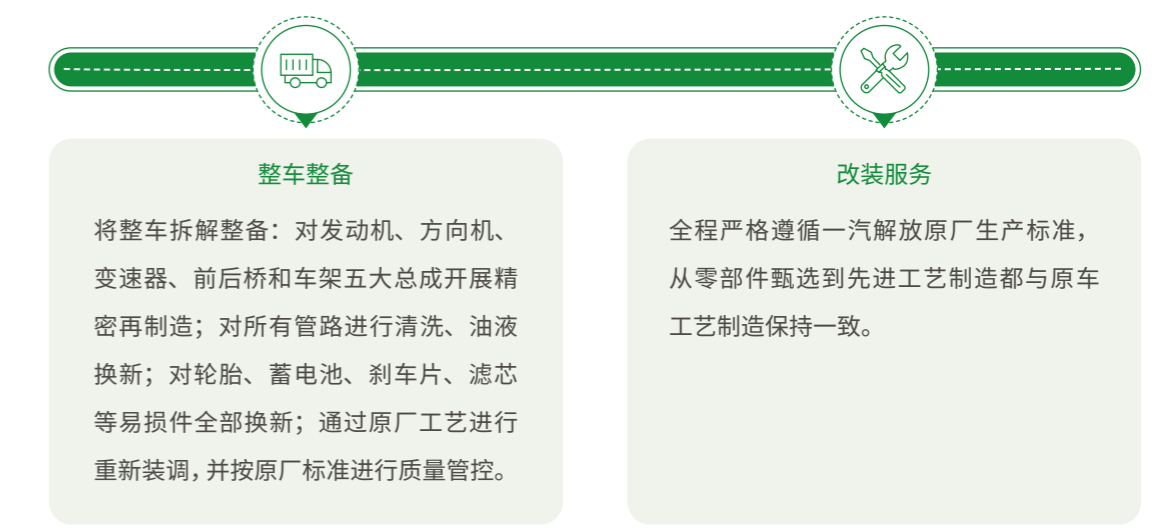 整车整备
将整车拆解整备：对发动机、方向机、
变速器、前后桥和车架五大总成开展精
密再制造；对所有管路进行清洗、油液
换新；对轮胎、蓄电池、刹车片、滤芯
等易损件全部换新；通过原厂工艺进行
重新装调，并按原厂标准进行质量管控。
改装服务
全程严格遵循一汽解放原厂生产标准，
从零部件甄选到先进工艺制造都与原车
工艺制造保持一致。